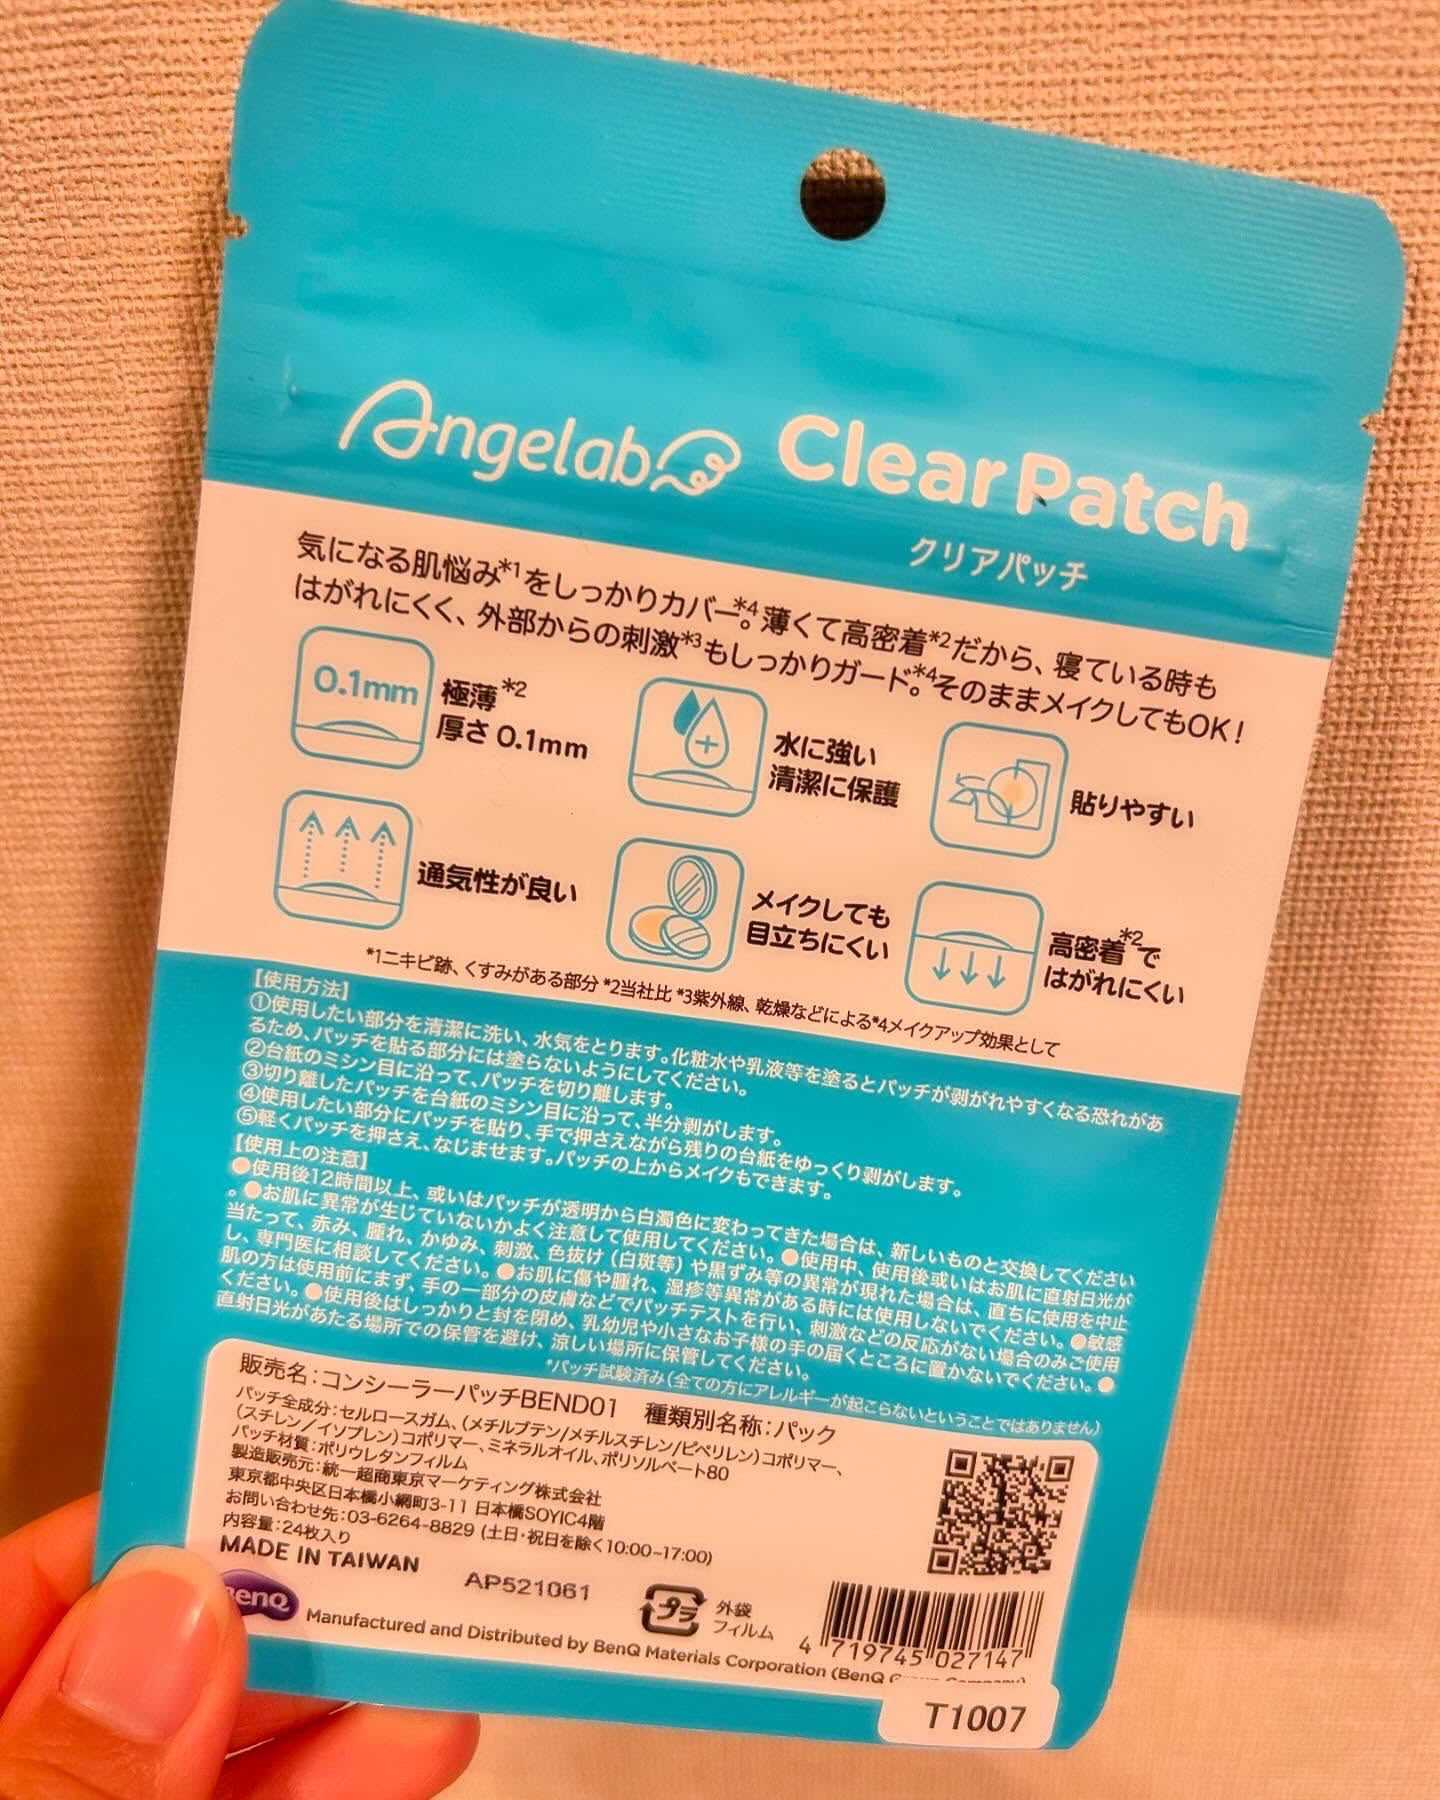 Angelab Clear Patch
クリアパッチ
気になる肌悩み*1をしっかりカバー。*4薄くて高密着*2だから、寝ている時も
はがれにくく、外部からの刺激*3もしっかりガード。*4そのままメイクしてもOK!
0.1mm
極薄*2
厚さ 0.1mm
水に強い
清潔に保護
貼りやすい
通気性が良い
メイクしても
目立ちにくい
高密着*2で
はがれにくい
*1ニキビ跡、くすみがある部分 *2当社比 *3紫外線、乾燥などによる*4メイクアップ効果として
【使用方法】
①使用したい部分を清潔に洗い、水気をとります。化粧水や乳液等を塗るとパッチが剥がれやすくなる恐れがあ
るため、パッチを貼る部分には塗らないようにしてください。
②台紙のミシン目に沿って、パッチを切り離します。
③切り離したパッチを台紙のミシン目に沿って、半分剥がします。
④使用したい部分にパッチを貼り、手で押さえながら残りの台紙をゆっくり剥がします。
⑤軽くパッチを押さえ、なじませます。パッチの上からメイクもできます。
【使用上の注意】
●使用後12時間以上、或いはパッチが透明から白濁色に変わってきた場合は、新しいものと交換してください
。●お肌に異常が生じていないかよく注意して使用してください。●使用中、使用後或いはお肌に直射日光が
当たって、赤み、腫れ、かゆみ、刺激、色抜け(白斑等)や黒ずみ等の異常が現れた場合は、直ちに使用を中止
し、専門医に相談してください。●お肌に傷や腫れ、湿疹等異常がある時には使用しないでください。●敏感
肌の方は使用前にまず、手の一部分の皮膚などでパッチテストを行い、刺激などの反応がない場合のみご使用
ください。●使用後はしっかりと封を閉め、乳幼児や小さなお子様の手の届くところに置かないでください。●
直射日光があたる場所での保管を避け、涼しい場所に保管してください。
*パッチ試験済み(全ての方にアレルギーが起こらないということではありません)
販売名:コンシーラーパッチBEND01 種類別名称:パック
パッチ全成分:セルロースガム、(メチルブテン/メチルスチレン/ピペリレン)コポリマー、
(スチレン/イソプレン)コポリマー、ミネラルオイル、ポリソルベート80
パッチ材質:ポリウレタンフィルム
製造販売元:統一超商東京マーケティング株式会社
東京都中央区日本橋小網町3-11 日本橋SOYIC4階
お問い合わせ先:03-6264-8829 (土日・祝日を除く10:00~17:00)
内容量:24枚入り
MADE IN TAIWAN
AP521061
プラ
外袋
フィルム
BenQ
Manufactured and Distributed by BenQ Materials Corporation (BenQ
4 719745 027147
T1007